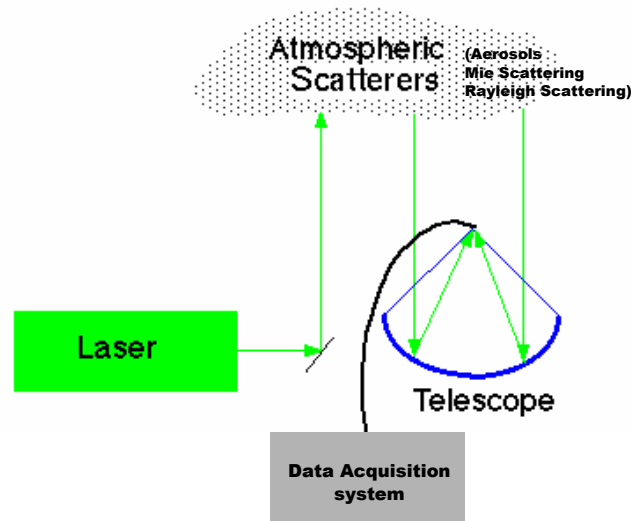 Atmospheric
Scatterers
(Aerosols
Mie Scattering
Rayleigh Scattering)
Laser
Telescope
Data Acquisition
system